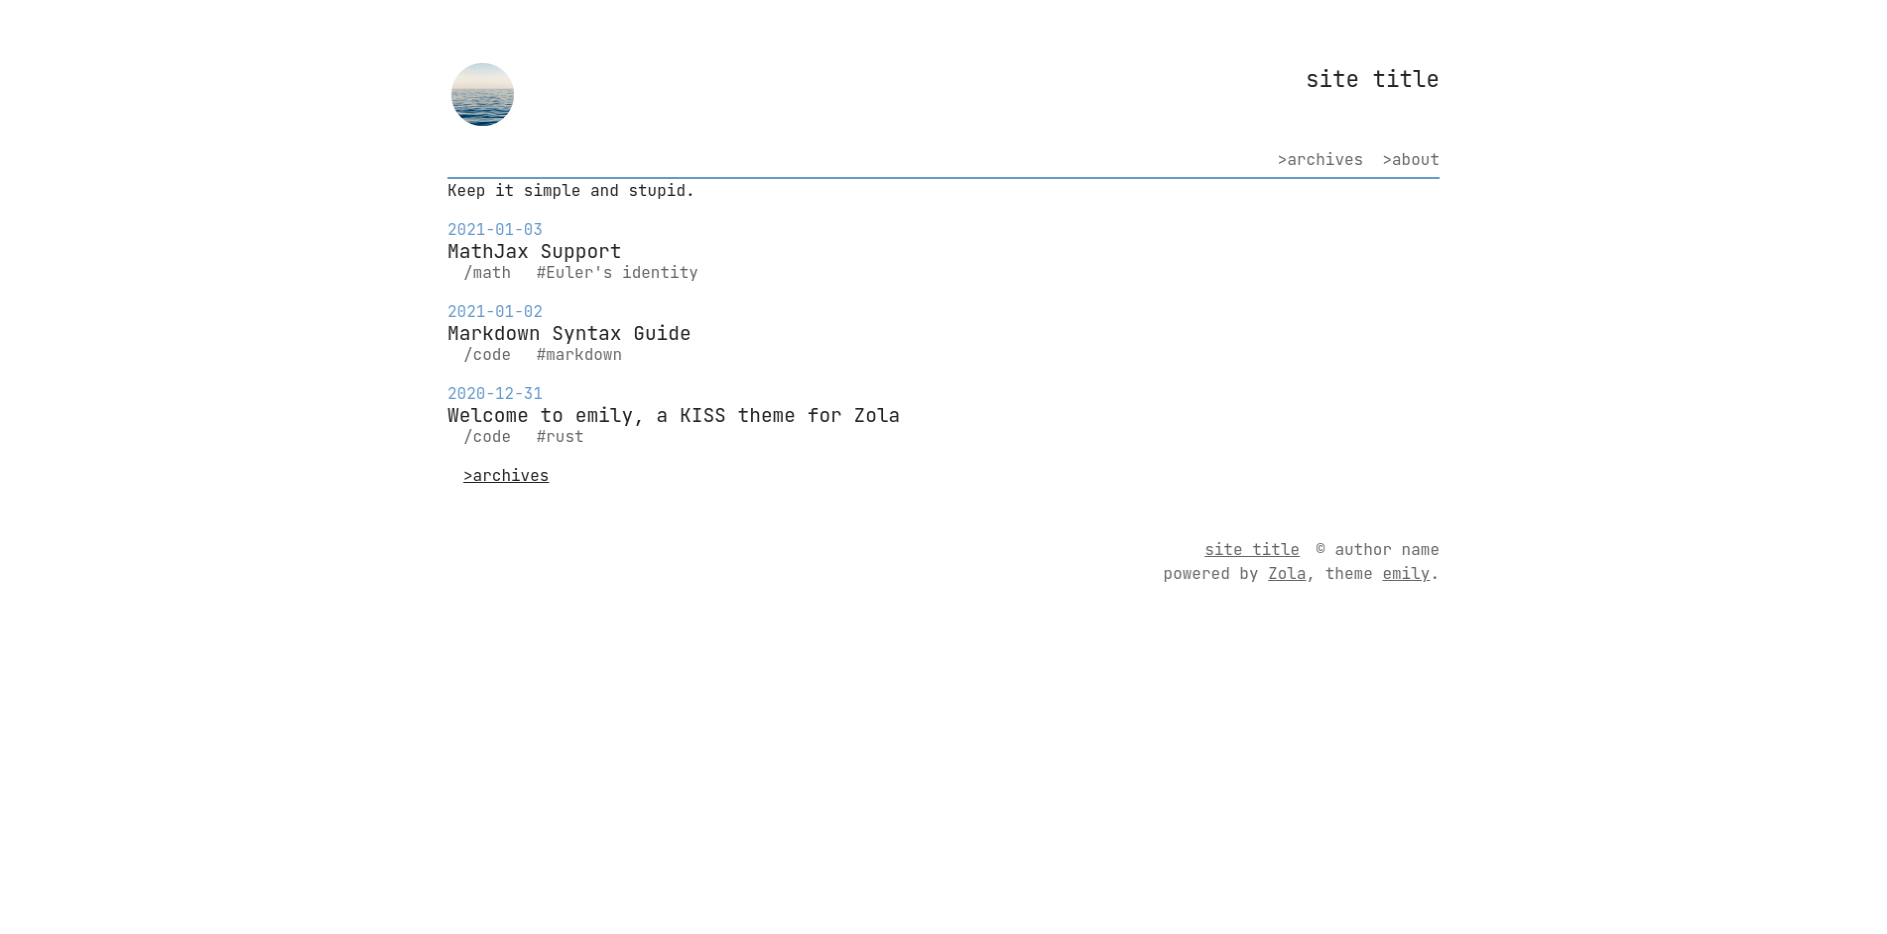 site title
>archives >about
Keep it simple and stupid.
2021-01-03
MathJax Support
/math #Euler's identity
2021-01-02
Markdown Syntax Guide
/code #markdown
2020-12-31
Welcome to emily, a KISS theme for Zola
/code #rust
>archives
site title © author name
powered by Zola, theme emily.